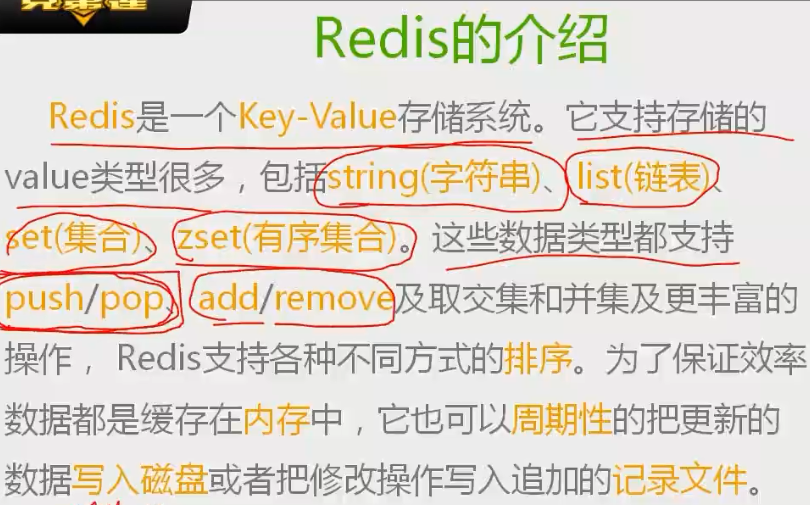 Redis的介绍
Redis是一个Key-Value存储系统。它支持存储的
value类型很多，包括string(字符串)、list(链表)、
set(集合)、zset(有序集合)。这些数据类型都支持
push/pop、add/remove及取交集和并集及更丰富的
操作， Redis支持各种不同方式的排序。为了保证效率
数据都是缓存在内存中，它也可以周期性的把更新的
数据写入磁盘或者把修改操作写入追加的记录文件。